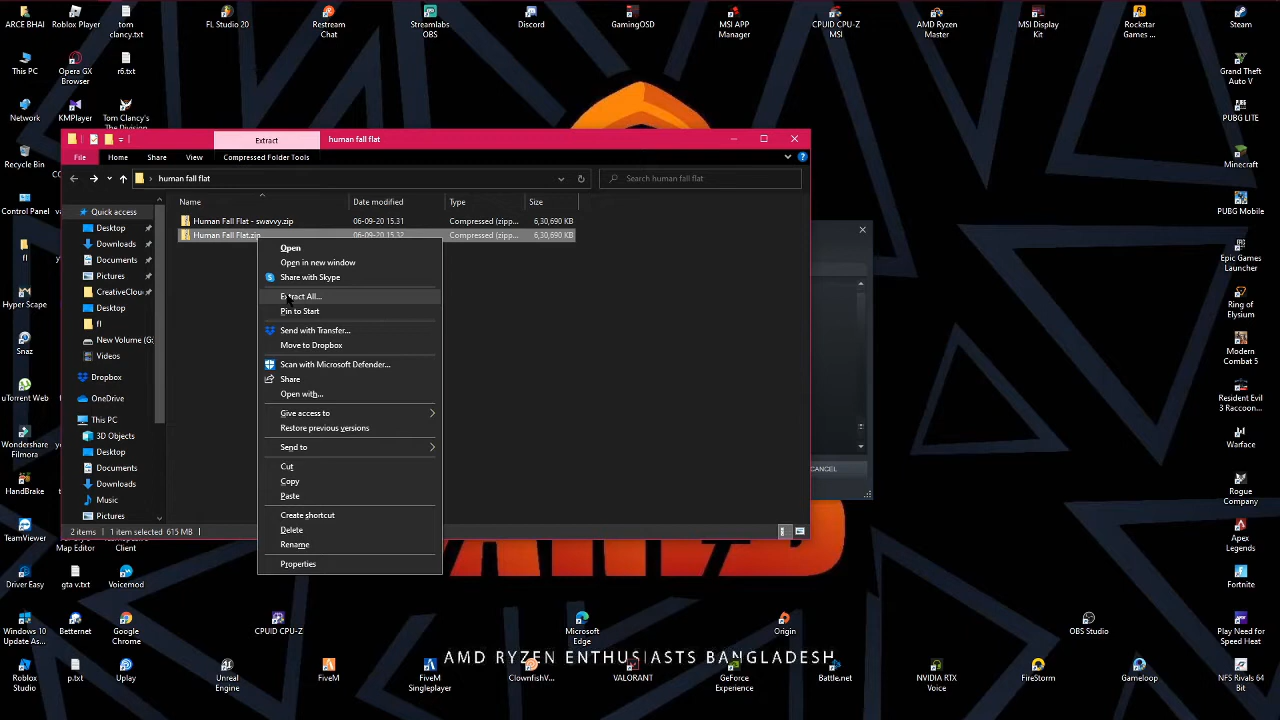 ARCE BHAI
Roblox Player
tom
clancy.txt
FL Studio 20
Restream
Chat
Streamlabs
OBS
Discord
GamingOSD
MSI APP
Manager
CPUID CPU-Z
MSI
AMD Ryzen
Master
MSI Display
Kit
Rockstar
Games ...
Steam
This PC
Opera GX
Browser
r6.txt
Grand Theft
Auto V
Network
KMPlayer
Tom Clancy's
The Division
PUBG LITE
Recycle Bin
Minecraft
Control Panel
PUBG Mobile
fl
Epic Games
Launcher
Hyper Scape
Ring of
Elysium
Snaz
Modern
Combat 5
uTorrent Web
Resident Evil
3 Raccoon...
Wondershare
Filmora
Warface
HandBrake
Rogue
Company
TeamViewer
Map Editor
Client
Apex
Legends
Driver Easy
gta v.txt
Voicemod
Fortnite
Windows 10
Update As...
Betternet
Google
Chrome
CPUID CPU-Z
Microsoft
Edge
Origin
OBS Studio
Play Need for
Speed Heat
Roblox
Studio
p.txt
Uplay
Unreal
Engine
FiveM
FiveM
Singleplayer
ClownfishV...
VALORANT
GeForce
Experience
Battle.net
NVIDIA RTX
Voice
FireStorm
Gameloop
NFS Rivals 64
Bit
AMD RYZEN ENTHUSIASTS BANGLADESH
Extract
human fall flat
File
Home
Share
View
Compressed Folder Tools
human fall flat
Search human fall flat
Name
Date modified
Type
Size
Human Fall Flat - swavvy.zip
06-09-20 15.31
Compressed (zipp...
6,30,690 KB
Human Fall Flat.zip
06-09-20 15.32
Compressed (zipp...
6,30,690 KB
Quick access
Desktop
Downloads
Documents
Pictures
CreativeClou
Desktop
fl
New Volume (G:
Videos
Dropbox
OneDrive
This PC
3D Objects
Desktop
Documents
Downloads
Music
Pictures
2 items
1 item selected 615 MB
Open
Open in new window
Share with Skype
Extract All...
Pin to Start
Send with Transfer...
Move to Dropbox
Scan with Microsoft Defender...
Share
Open with...
Give access to
Restore previous versions
Send to
Cut
Copy
Paste
Create shortcut
Delete
Rename
Properties
CANCEL